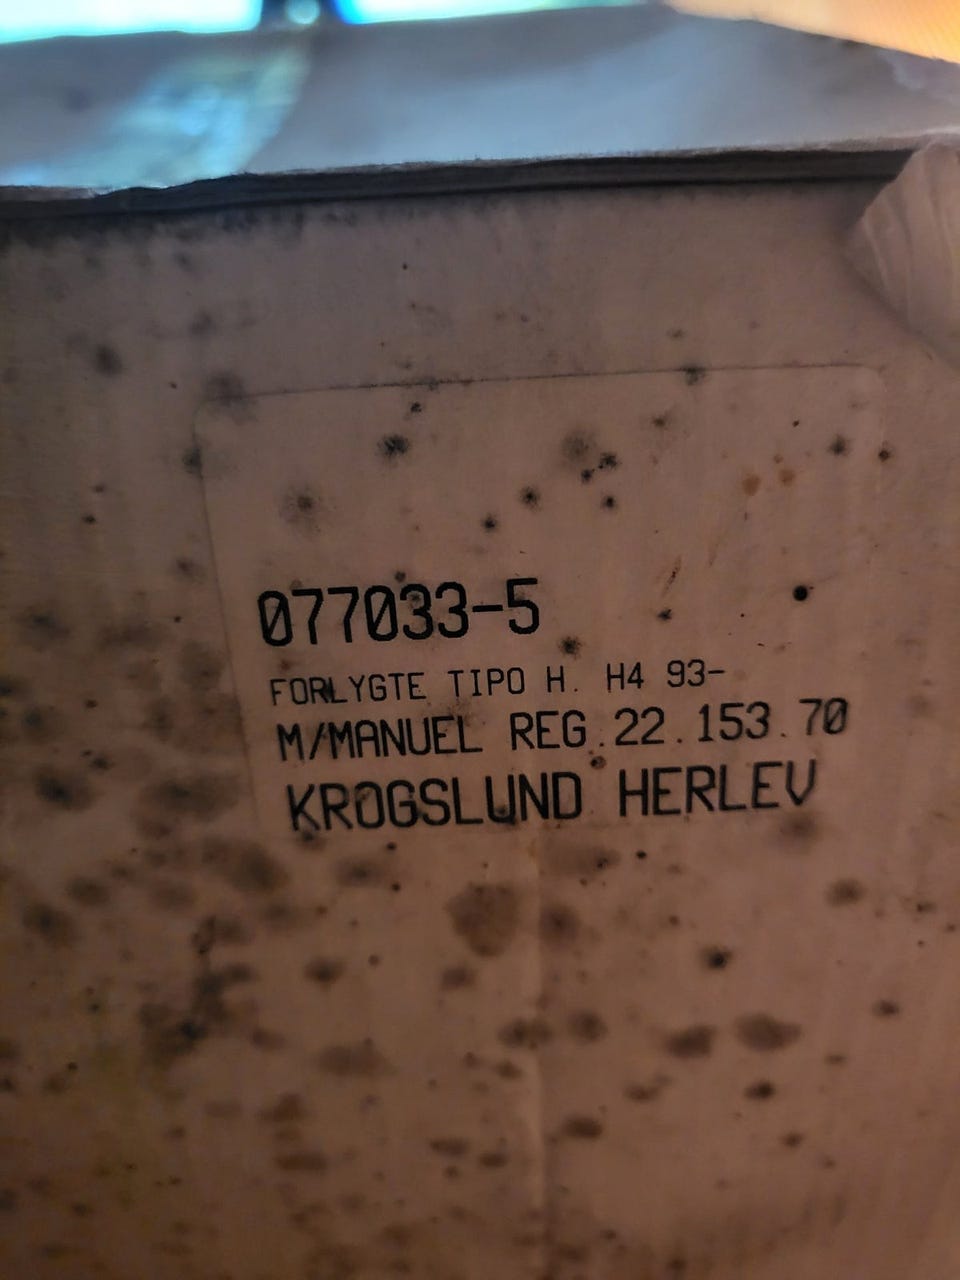 077033-5
FORLYGTE TIPO H. H4 93-
M/MANUEL REG.22.153.70
KROGSLUND HERLEV